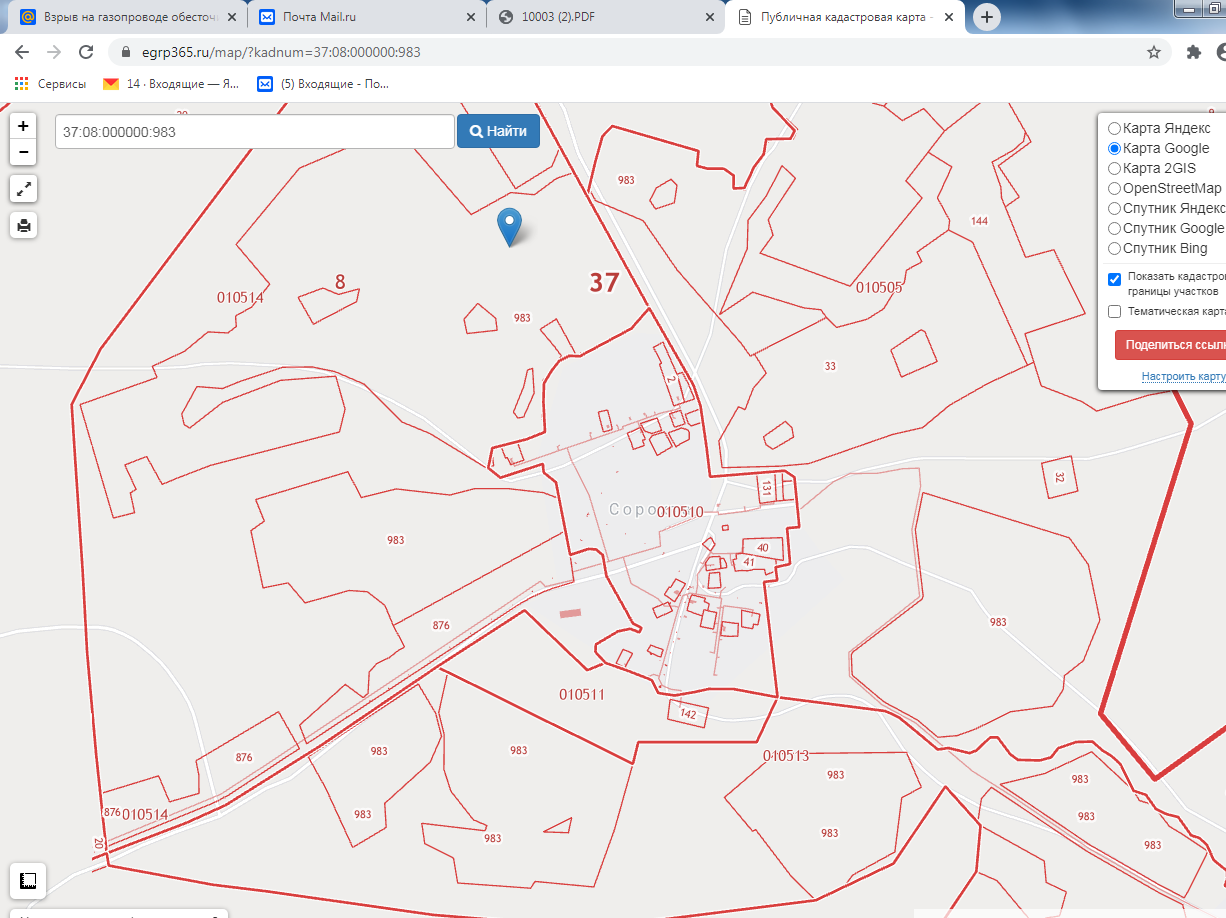 Взрыв на газопроводе обесточ
Почта Mail.ru
10003 (2).PDF
Публичная кадастровая карта -
egrp365.ru/map/?kadnum=37:08:000000:983
Сервисы
14 · Входящие — Я...
(5) Входящие - По...
+
−
37:08:000000:983
Найти
Карта Яндекс
Карта Google
Карта 2GIS
OpenStreetMap
Спутник Яндекс
Спутник Google
Спутник Bing
Показать кадастро
границы участков
Тематическая карта
Поделиться ссылк
Настроить карту
983
144
37
8
010514
010505
983
33
2
32
131
Соро
010510
983
40
41
983
876
010511
142
983
983
010513
876
983
983
983
876
010514
983
983
983
983
20